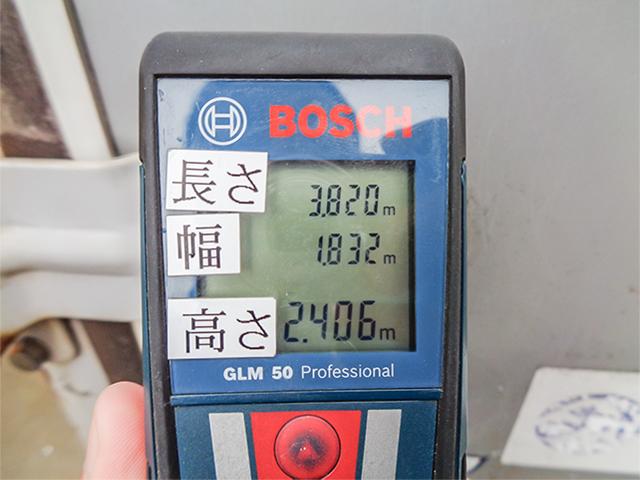 BOSCH
長さ 3.820m
幅 1.832m
高さ 2.406m
GLM 50 Professional